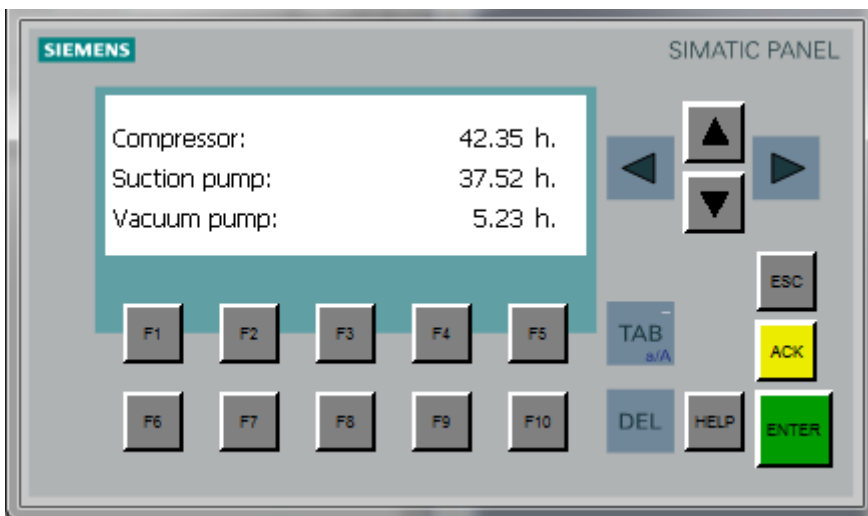 SIEMENS
SIMATIC PANEL
Compressor: 42.35 h.
Suction pump: 37.52 h.
Vacuum pump: 5.23 h.
ESC
F1 F2 F3 F4 F5 TAB
a/A
ACK
F6 F7 F8 F9 F10 DEL HELP ENTER